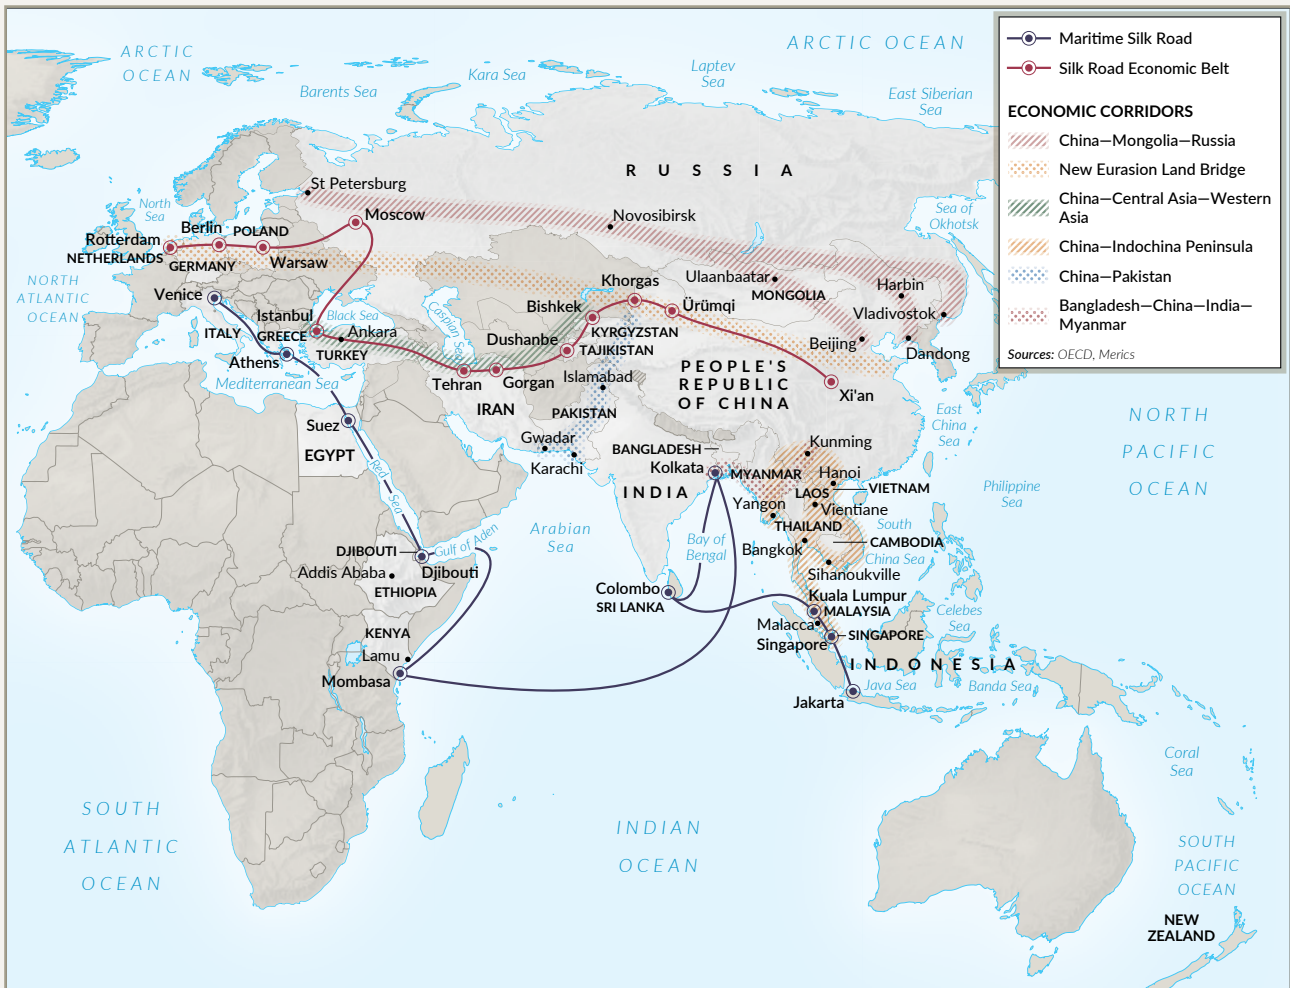 ARCTIC
OCEAN
ARCTIC OCEAN
Barents Sea
Kara Sea
Laptev
Sea
East Siberian
Sea
Maritime Silk Road
Silk Road Economic Belt
ECONOMIC CORRIDORS
China—Mongolia—Russia
New Eurasion Land Bridge
China—Central Asia—Western
Asia
China—Indochina Peninsula
China—Pakistan
Bangladesh—China—India—
Myanmar
Sources: OECD, Merics
RUSSIA
St Petersburg
Moscow
Novosibirsk
Sea of
Okhotsk
North
Sea
Berlin
POLAND
Rotterdam
NETHERLANDS
GERMANY
Warsaw
NORTH
ATLANTIC
OCEAN
Venice
Istanbul
Black Sea
ITALY
GREECE
Ankara
TURKEY
Athens
Mediterranean Sea
Caspian Sea
Khorgas
Bishkek
Ürümqi
Ulaanbaatar
MONGOLIA
Harbin
Vladivostok
KYRGYZSTAN
Dushanbe
TAJIKISTAN
Beijing
Dandong
Tehran
Gorgan
Islamabad
PEOPLE'S
REPUBLIC
OF CHINA
Xi'an
IRAN
PAKISTAN
East
China
Sea
NORTH
PACIFIC
OCEAN
Suez
EGYPT
Red Sea
Gwadar
Karachi
BANGLADESH
Kolkata
INDIA
MYANMAR
Kunming
Hanoi
LAOS
VIETNAM
Yangon
Vientiane
THAILAND
Philippine
Sea
Arabian
Sea
Bay of
Bengal
Bangkok
CAMBODIA
South
China Sea
Sihanoukville
DJIBOUTI
Gulf of Aden
Djibouti
Addis Ababa
ETHIOPIA
Colombo
SRI LANKA
Kuala Lumpur
MALAYSIA
Malacca
Singapore
SINGAPORE
Celebes
Sea
KENYA
Lamu
Mombasa
INDONESIA
Java Sea
Banda Sea
Jakarta
Coral
Sea
SOUTH
ATLANTIC
OCEAN
INDIAN
OCEAN
SOUTH
PACIFIC
OCEAN
NEW
ZEALAND